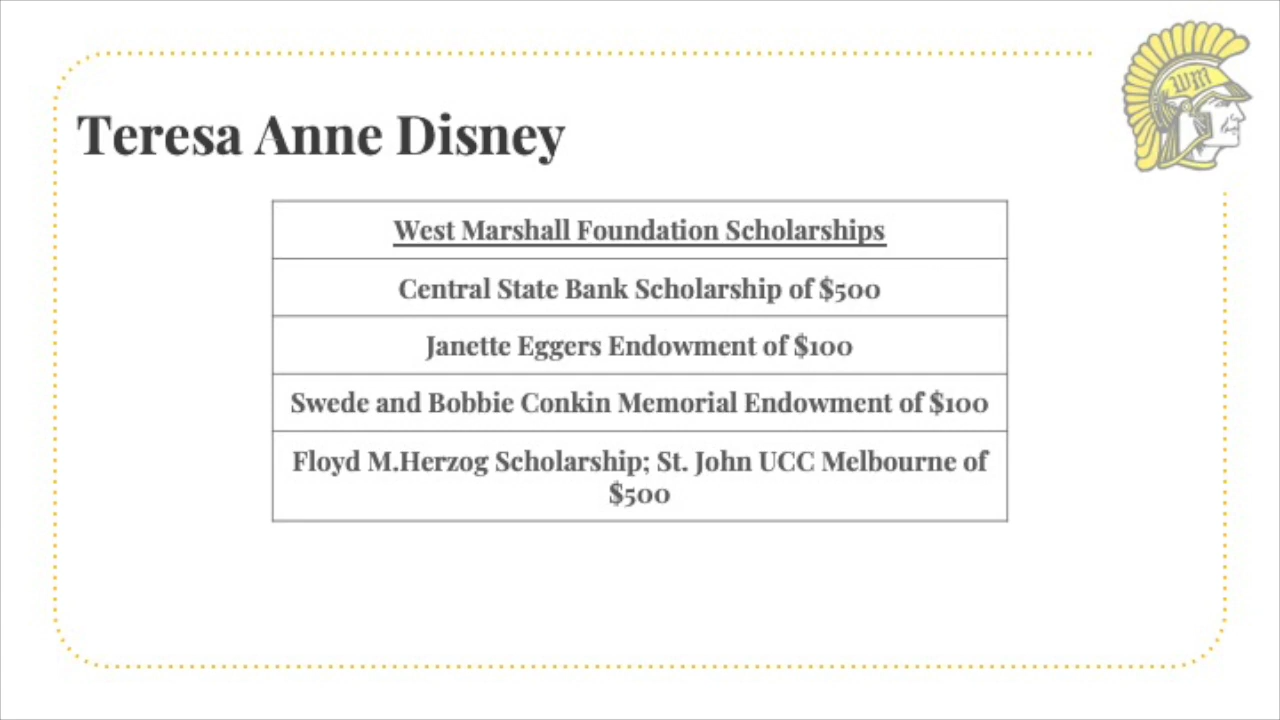 WM
Teresa Anne Disney
West Marshall Foundation Scholarships
Central State Bank Scholarship of $500
Janette Eggers Endowment of $100
Swede and Bobbie Conkin Memorial Endowment of $100
Floyd M.Herzog Scholarship; St. John UCC Melbourne of
$500